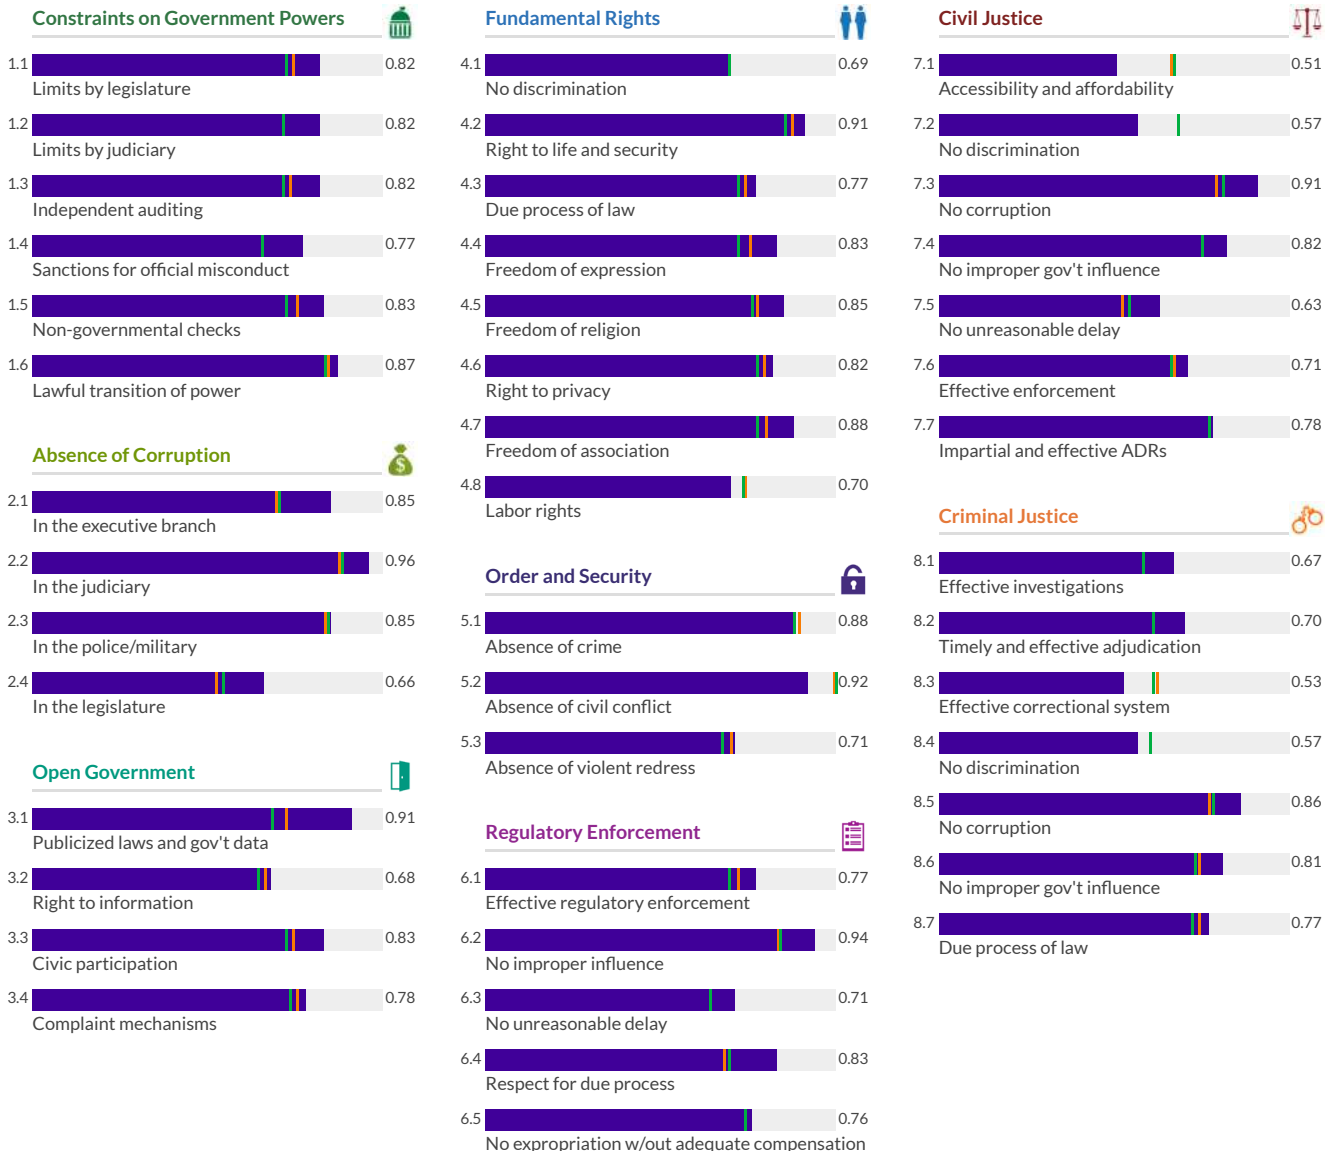 Constraints on Government Powers
1.1 0.82
Limits by legislature
1.2 0.82
Limits by judiciary
1.3 0.82
Independent auditing
1.4 0.77
Sanctions for official misconduct
1.5 0.83
Non-governmental checks
1.6 0.87
Lawful transition of power
Absence of Corruption
$
2.1 0.85
In the executive branch
2.2 0.96
In the judiciary
2.3 0.85
In the police/military
2.4 0.66
In the legislature
Open Government
3.1 0.91
Publicized laws and gov't data
3.2 0.68
Right to information
3.3 0.83
Civic participation
3.4 0.78
Complaint mechanisms
Fundamental Rights
4.1 0.69
No discrimination
4.2 0.91
Right to life and security
4.3 0.77
Due process of law
4.4 0.83
Freedom of expression
4.5 0.85
Freedom of religion
4.6 0.82
Right to privacy
4.7 0.88
Freedom of association
4.8 0.70
Labor rights
Order and Security
5.1 0.88
Absence of crime
5.2 0.92
Absence of civil conflict
5.3 0.71
Absence of violent redress
Regulatory Enforcement
6.1 0.77
Effective regulatory enforcement
6.2 0.94
No improper influence
6.3 0.71
No unreasonable delay
6.4 0.83
Respect for due process
6.5 0.76
No expropriation w/out adequate compensation
Civil Justice
7.1 0.51
Accessibility and affordability
7.2 0.57
No discrimination
7.3 0.91
No corruption
7.4 0.82
No improper gov't influence
7.5 0.63
No unreasonable delay
7.6 0.71
Effective enforcement
7.7 0.78
Impartial and effective ADRs
Criminal Justice
8.1 0.67
Effective investigations
8.2 0.70
Timely and effective adjudication
8.3 0.53
Effective correctional system
8.4 0.57
No discrimination
8.5 0.86
No corruption
8.6 0.81
No improper gov't influence
8.7 0.77
Due process of law